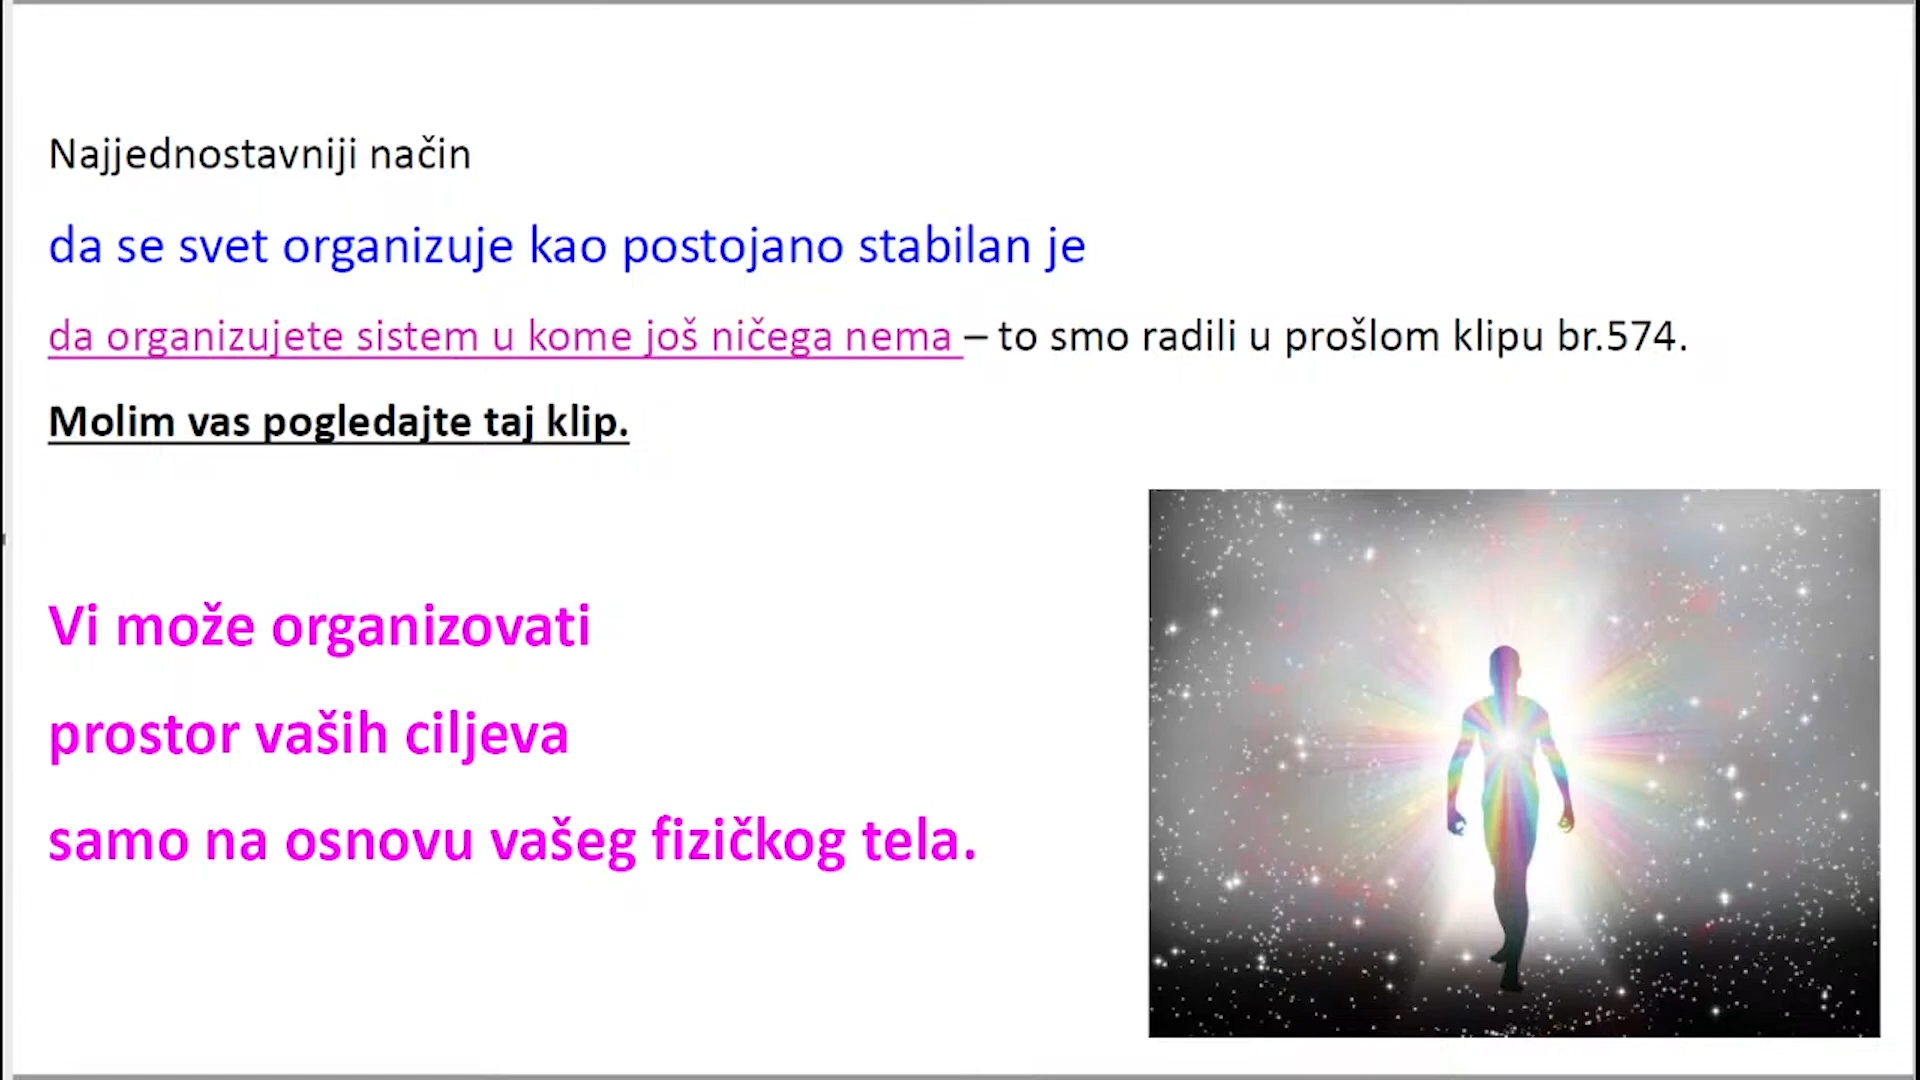 Najjednostavniji način
da se svet organizuje kao postojano stabilan je
da organizujete sistem u kome još ničega nema – to smo radili u prošlom klipu br.574.
Molim vas pogledajte taj klip.
Vi može organizovati
prostor vaših ciljeva
samo na osnovu vašeg fizičkog tela.